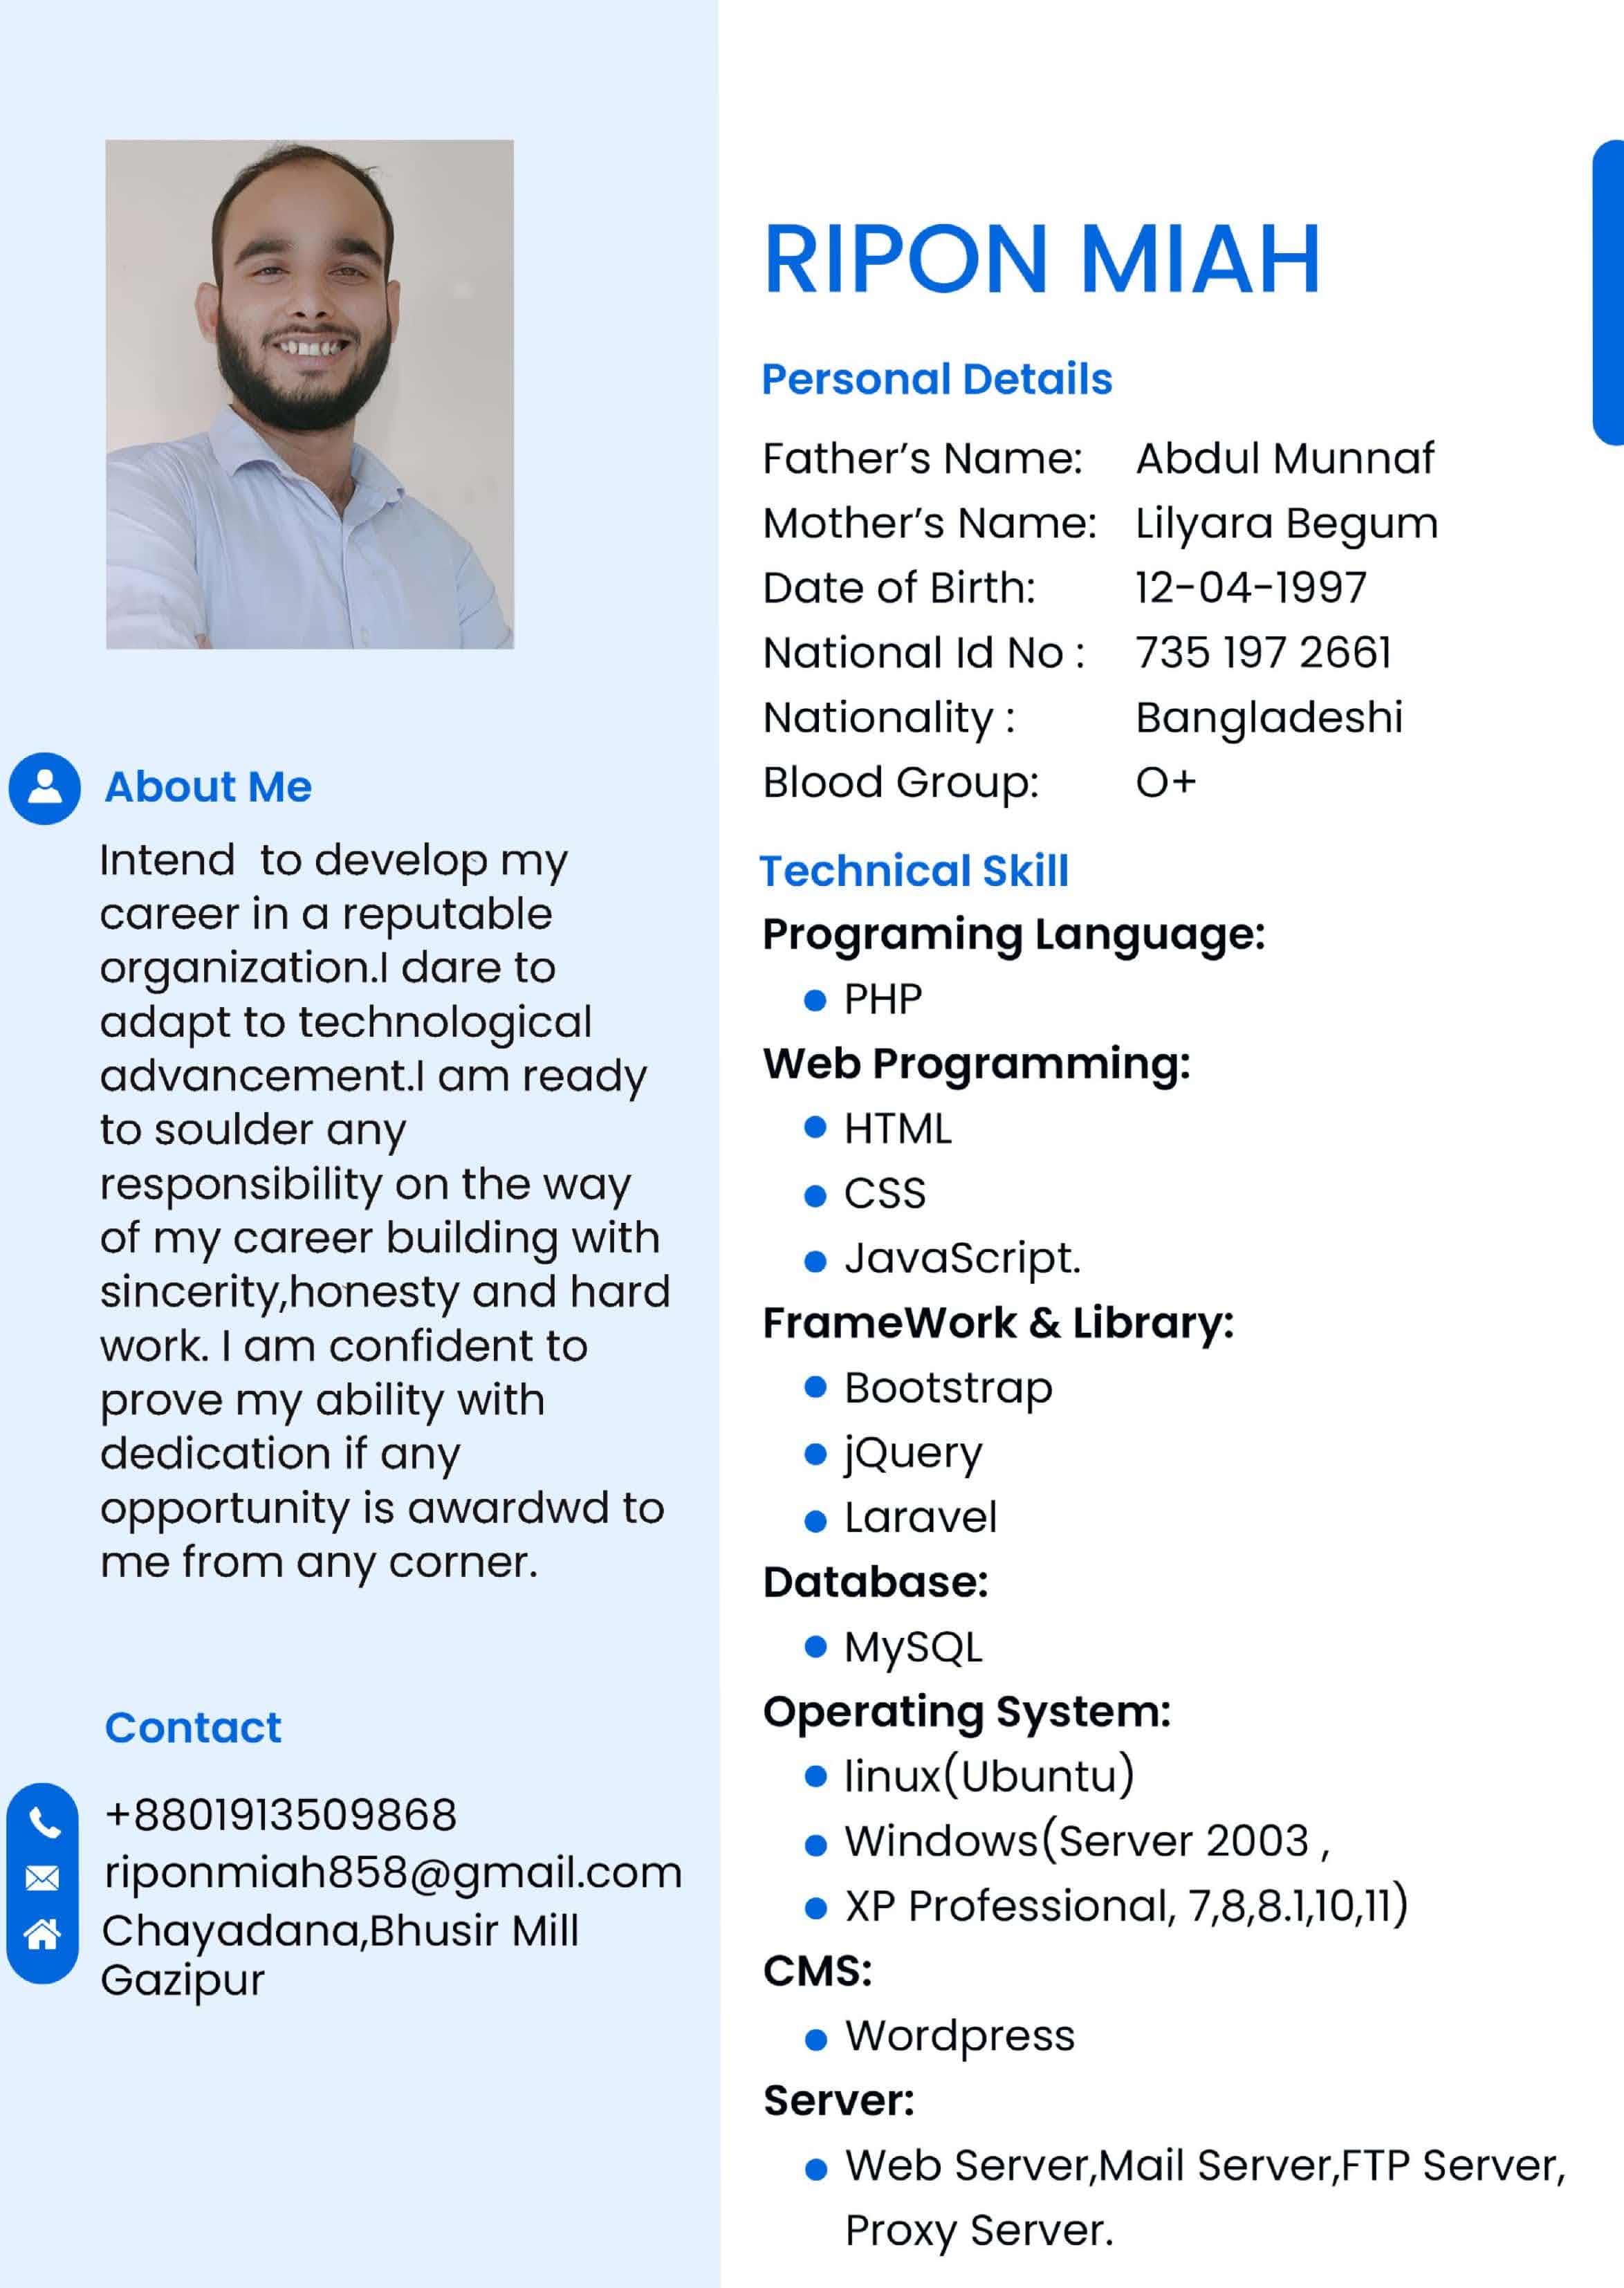 RIPON MIAH
Personal Details
Father's Name: Abdul Munnaf
Mother's Name: Lilyara Begum
Date of Birth: 12-04-1997
National Id No : 735 197 2661
Nationality : Bangladeshi
Blood Group: O+
About Me
Intend  to develop my
career in a reputable
organization.I dare to
adapt to technological
advancement.I am ready
to soulder any
responsibility on the way
of my career building with
sincerity,honesty and hard
work. I am confident to
prove my ability with
dedication if any
opportunity is awardwd to
me from any corner.
Contact
+8801913509868
riponmiah858@gmail.com
Chayadana,Bhusir Mill
Gazipur
Technical Skill
Programing Language:
PHP
Web Programming:
HTML
CSS
JavaScript.
FrameWork & Library:
Bootstrap
jQuery
Laravel
Database:
MySQL
Operating System:
linux(Ubuntu)
Windows(Server 2003 ,
XP Professional, 7,8,8.1,10,11)
CMS:
Wordpress
Server:
Web Server,Mail Server,FTP Server,
Proxy Server.